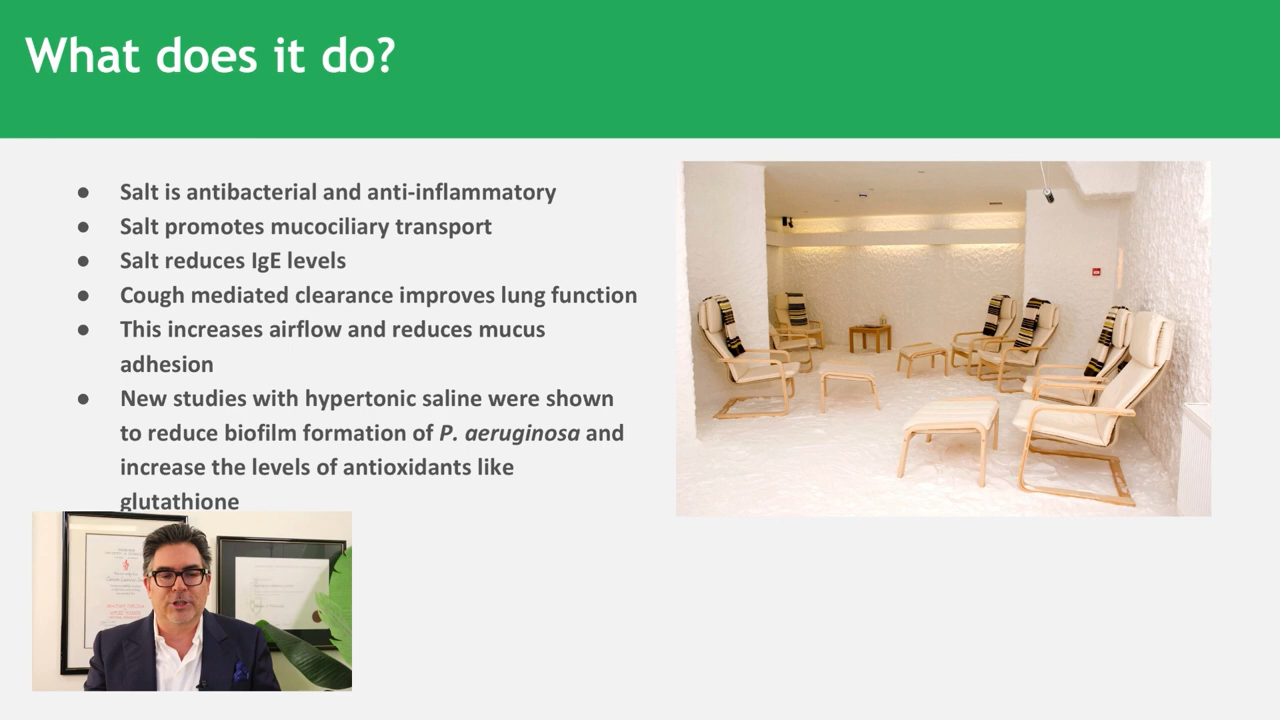 What does it do?
● Salt is antibacterial and anti-inflammatory
● Salt promotes mucociliary transport
● Salt reduces IgE levels
● Cough mediated clearance improves lung function
● This increases airflow and reduces mucus
adhesion
● New studies with hypertonic saline were shown
to reduce biofilm formation of P. aeruginosa and
increase the levels of antioxidants like
glutathione